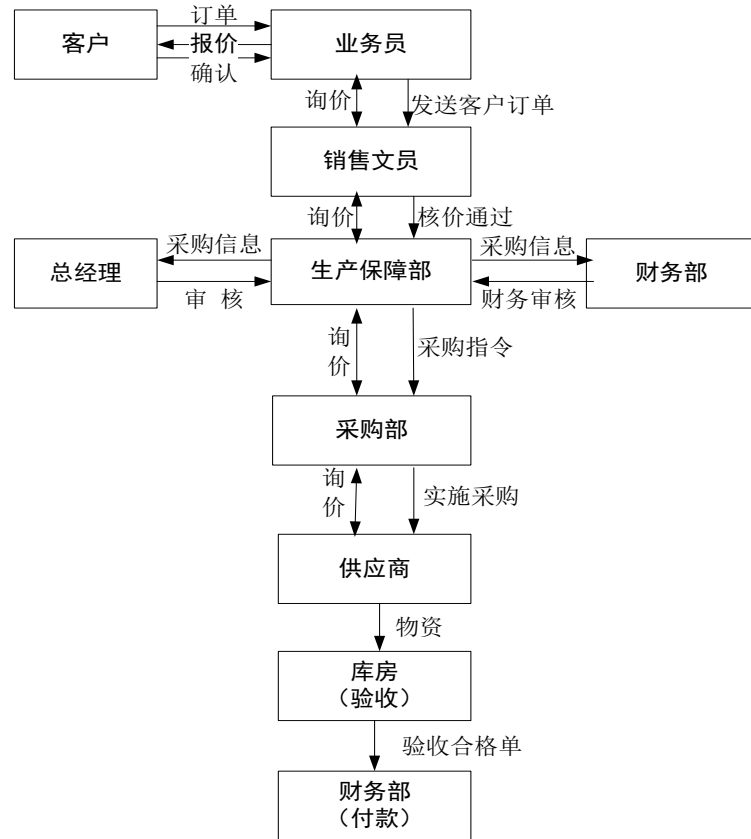 订单
客户
报价
业务员
确认
询价
发送客户订单
销售文员
询价
核价通过
采购信息
采购信息
总经理
生产保障部
财务部
审 核
财务审核
询
价
采购指令
采购部
询
价
实施采购
供应商
物资
库房
（验收）
验收合格单
财务部
（付款）